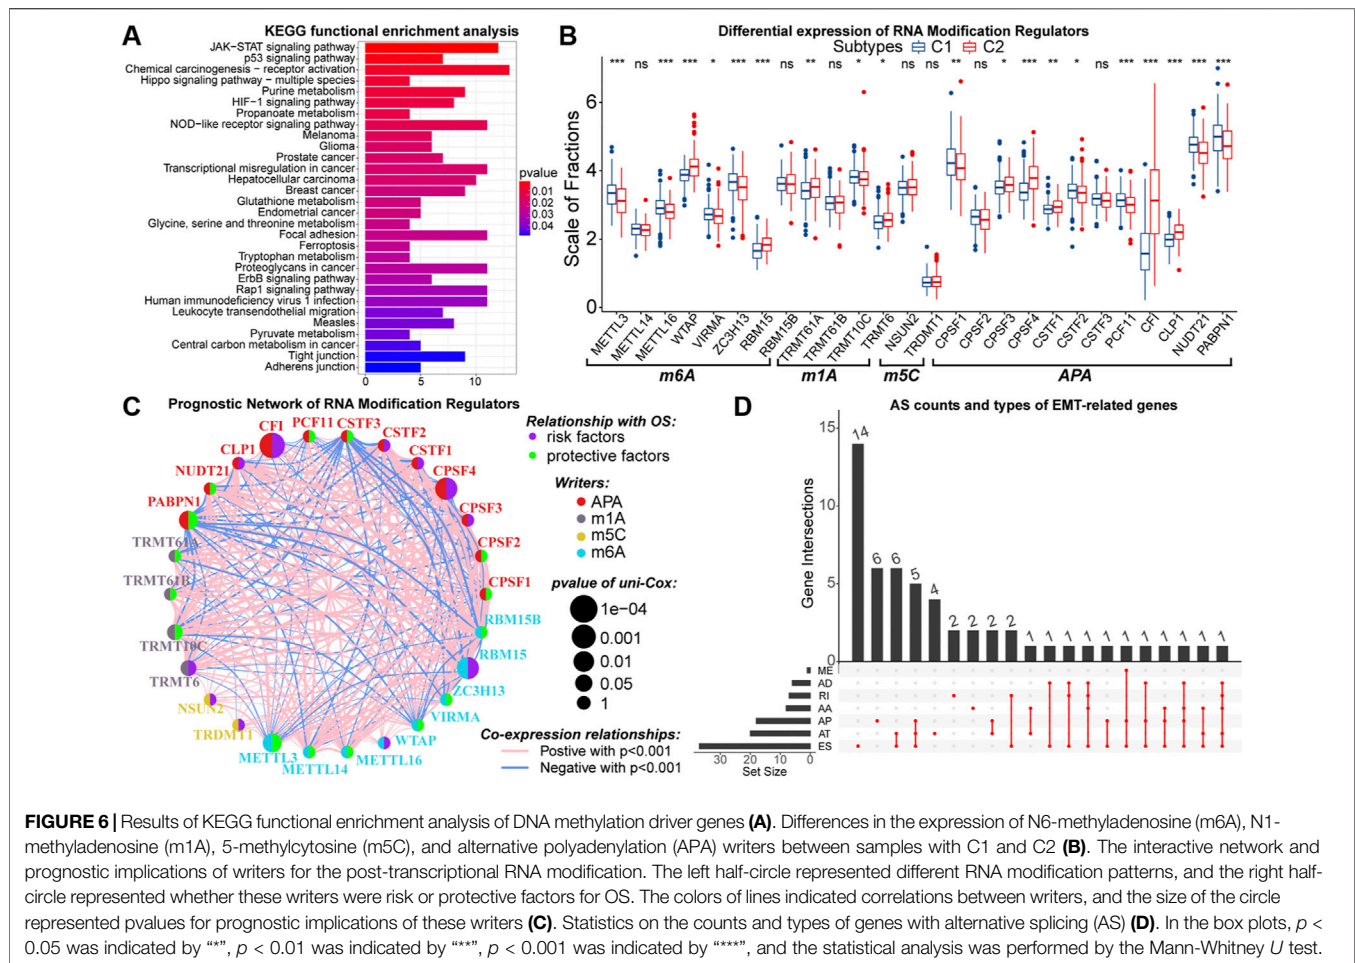 A
KEGG functional enrichment analysis
JAK−STAT signaling pathway
p53 signaling pathway
Chemical carcinogenesis − receptor activation
Hippo signaling pathway − multiple species
Purine metabolism
HIF−1 signaling pathway
Propanoate metabolism
NOD−like receptor signaling pathway
Melanoma
Glioma
Prostate cancer
Transcriptional misregulation in cancer
Hepatocellular carcinoma
Breast cancer
Glutathione metabolism
Endometrial cancer
Glycine, serine and threonine metabolism
Focal adhesion
Ferroptosis
Tryptophan metabolism
Proteoglycans in cancer
ErbB signaling pathway
Rap1 signaling pathway
Human immunodeficiency virus 1 infection
Leukocyte transendothelial migration
Measles
Pyruvate metabolism
Central carbon metabolism in cancer
Tight junction
Adherens junction
0 5 10
pvalue
0.01
0.02
0.03
0.04
B
Differential expression of RNA Modification Regulators
Subtypes C1 C2
*** ns *** *** * *** *** ns ** ns * * ns ns ** ns * *** ** * ns *** *** *** *** ***
Scale of Fractions
6
4
2
0
METTL3 METTL14 METTL16 WTAP VIRMA ZC3H13 RBM15 RBM15B TRMT61A TRMT61B TRMT10C TRMT6 NSUN2 TRDMT1 CPSF1 CPSF2 CPSF3 CPSF4 CSTF1 CSTF2 CSTF3 PCF11 CFI CLP1 NUDT21 PABPN1
m6A m1A m5C APA
C
Prognostic Network of RNA Modification Regulators
CFI
PCF11
CSTF3
CSTF2
CSTF1
CPSF4
CPSF3
CPSF2
CPSF1
RBM15B
RBM15
ZC3H13
VIRMA
WTAP
METTL16
METTL14
METTL3
TRDMT1
NSUN2
TRMT6
TRMT10C
TRMT61B
TRMT61A
PABPN1
NUDT21
CLP1
Relationship with OS:
risk factors
protective factors
Writers:
APA
m1A
m5C
m6A
pvalue of uni-Cox:
1e−04
0.001
0.01
0.05
1
Co-expression relationships:
Postive with p<0.001
Negative with p<0.001
D
AS counts and types of EMT-related genes
Gene Intersections
15
10
5
0
14 6 6 5 4 2 2 2 2 1 1 1 1 1 1 1 1 1 1 1
ME
AD
RI
AA
AP
AT
ES
30 20 10 0
Set Size
FIGURE 6 | Results of KEGG functional enrichment analysis of DNA methylation driver genes (A). Differences in the expression of N6-methyladenosine (m6A), N1-
methyladenosine (m1A), 5-methylcytosine (m5C), and alternative polyadenylation (APA) writers between samples with C1 and C2 (B). The interactive network and
prognostic implications of writers for the post-transcriptional RNA modification. The left half-circle represented different RNA modification patterns, and the right half-
circle represented whether these writers were risk or protective factors for OS. The colors of lines indicated correlations between writers, and the size of the circle
represented pvalues for prognostic implications of these writers (C). Statistics on the counts and types of genes with alternative splicing (AS) (D). In the box plots, p <
0.05 was indicated by “*”, p < 0.01 was indicated by “**”, p < 0.001 was indicated by “***”, and the statistical analysis was performed by the Mann-Whitney U test.